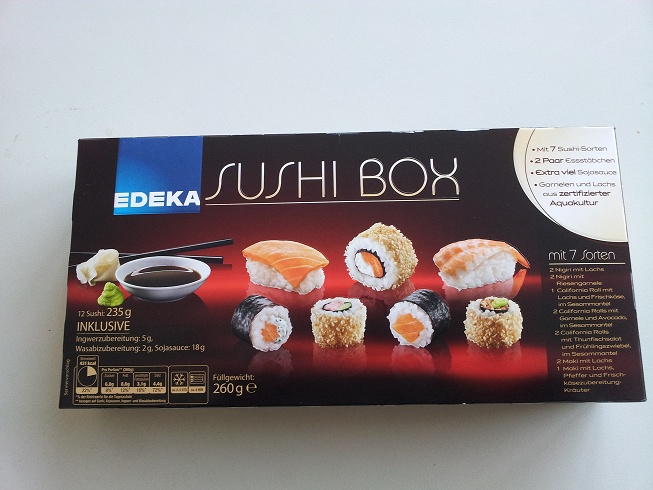 EDEKA
SUSHI BOX
• Mit 7 Sushi-Sorten
• 2 Paar Essstäbchen
• Extra viel Sojasauce
• Garnelen und Lachs
aus zertifizierter
Aquakultur
mit 7 Sorten
2 Nigiri mit Lachs
2 Nigiri mit
Riesengarnele
1 California Roll mit
Lachs und Frischkäse,
im Sesammantel
2 California Rolls mit
Garnele und Avocado,
im Sesammantel
2 California Rolls
mit Thunfischdot
und Frühlingszwiebel,
im Sesammantel
2 Maki mit Lachs
1 Maki mit Lachs,
Pfeffer und Frisch-
käsezubereitung-
Kräuter
12 Sushi: 235 g
INKLUSIVE
Ingwerzubereitung: 5 g,
Wasabizubereitung: 2 g, Sojasauce: 18 g
Füllgewicht:
260 g e
Serviervorschlag